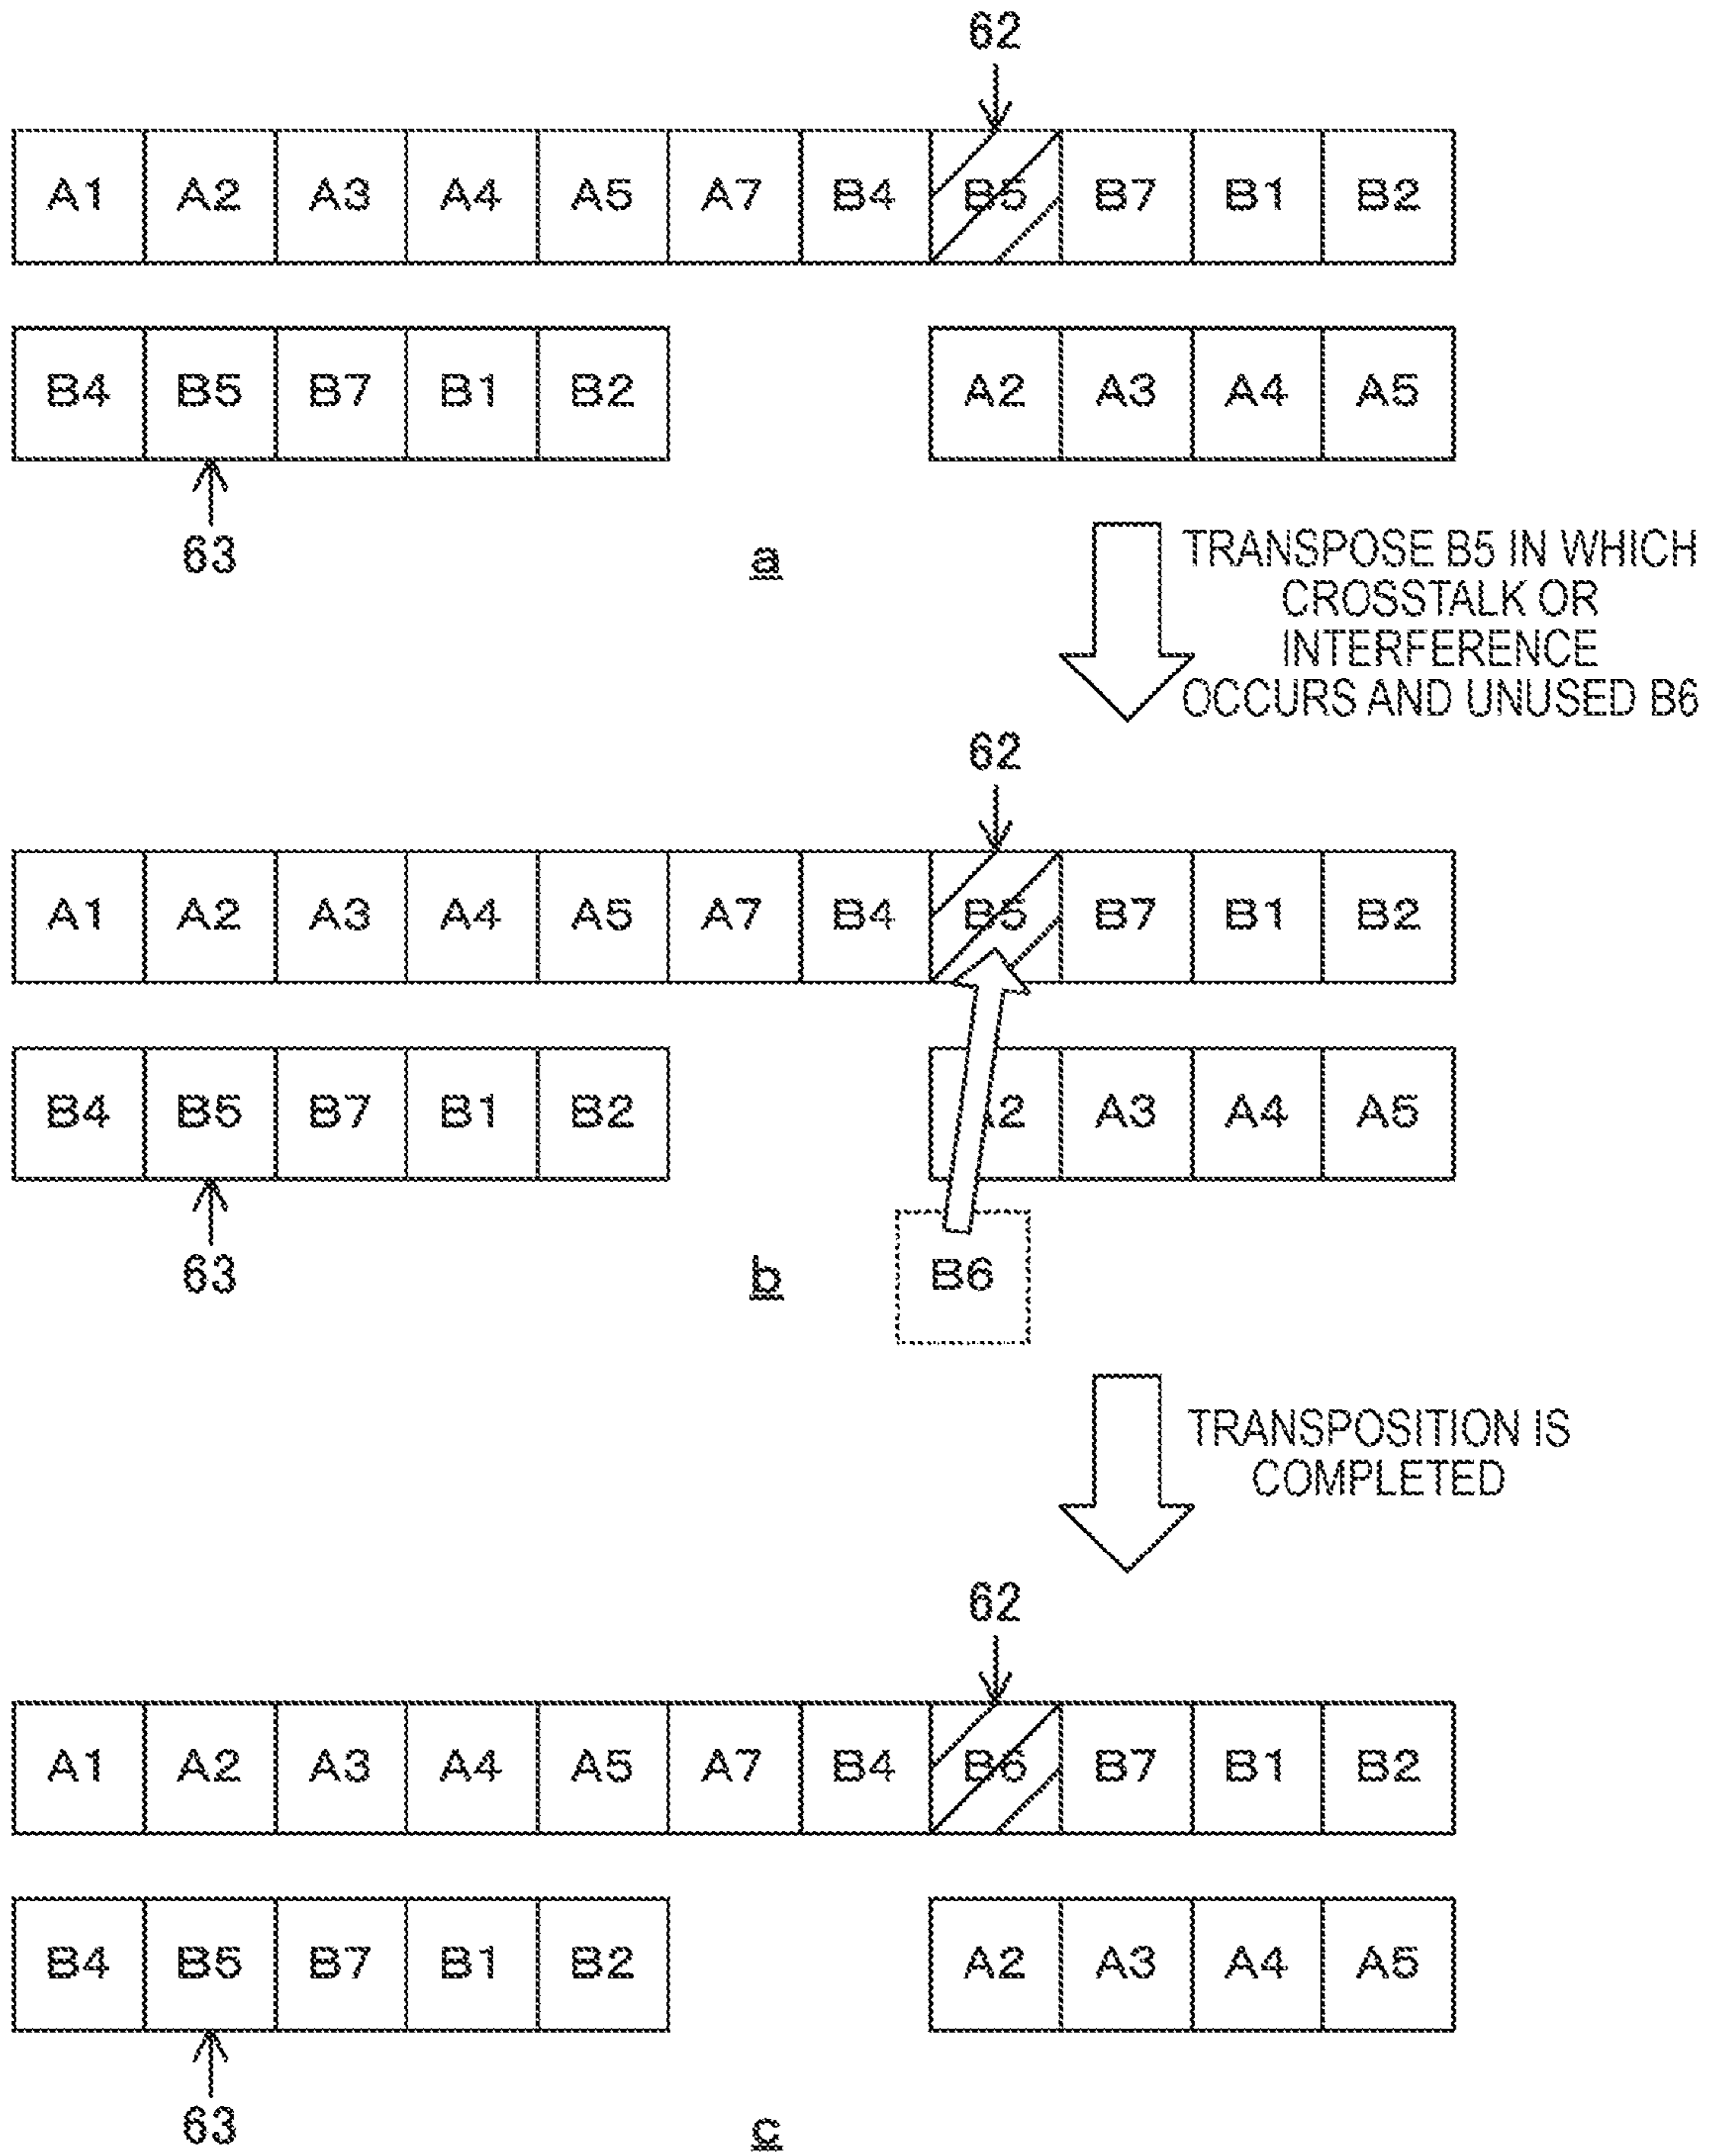 62
A1 A2 A3 A4 A5 A7 B4 B5 B7 B1 B2
B4 B5 B7 B1 B2 A2 A3 A4 A5
63
a
TRANSPOSE B5 IN WHICH
CROSSTALK OR
INTERFERENCE
OCCURS AND UNUSED B6
62
A1 A2 A3 A4 A5 A7 B4 B5 B7 B1 B2
B4 B5 B7 B1 B2 A2 A3 A4 A5
63
b
B6
TRANSPOSITION IS
COMPLETED
62
A1 A2 A3 A4 A5 A7 B4 B6 B7 B1 B2
B4 B5 B7 B1 B2 A2 A3 A4 A5
63
c